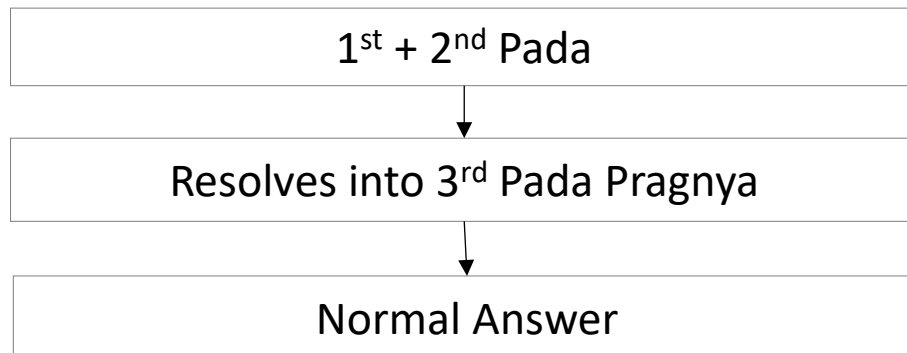 1st + 2nd Pada
Resolves into 3rd Pada Pragnya
Normal Answer